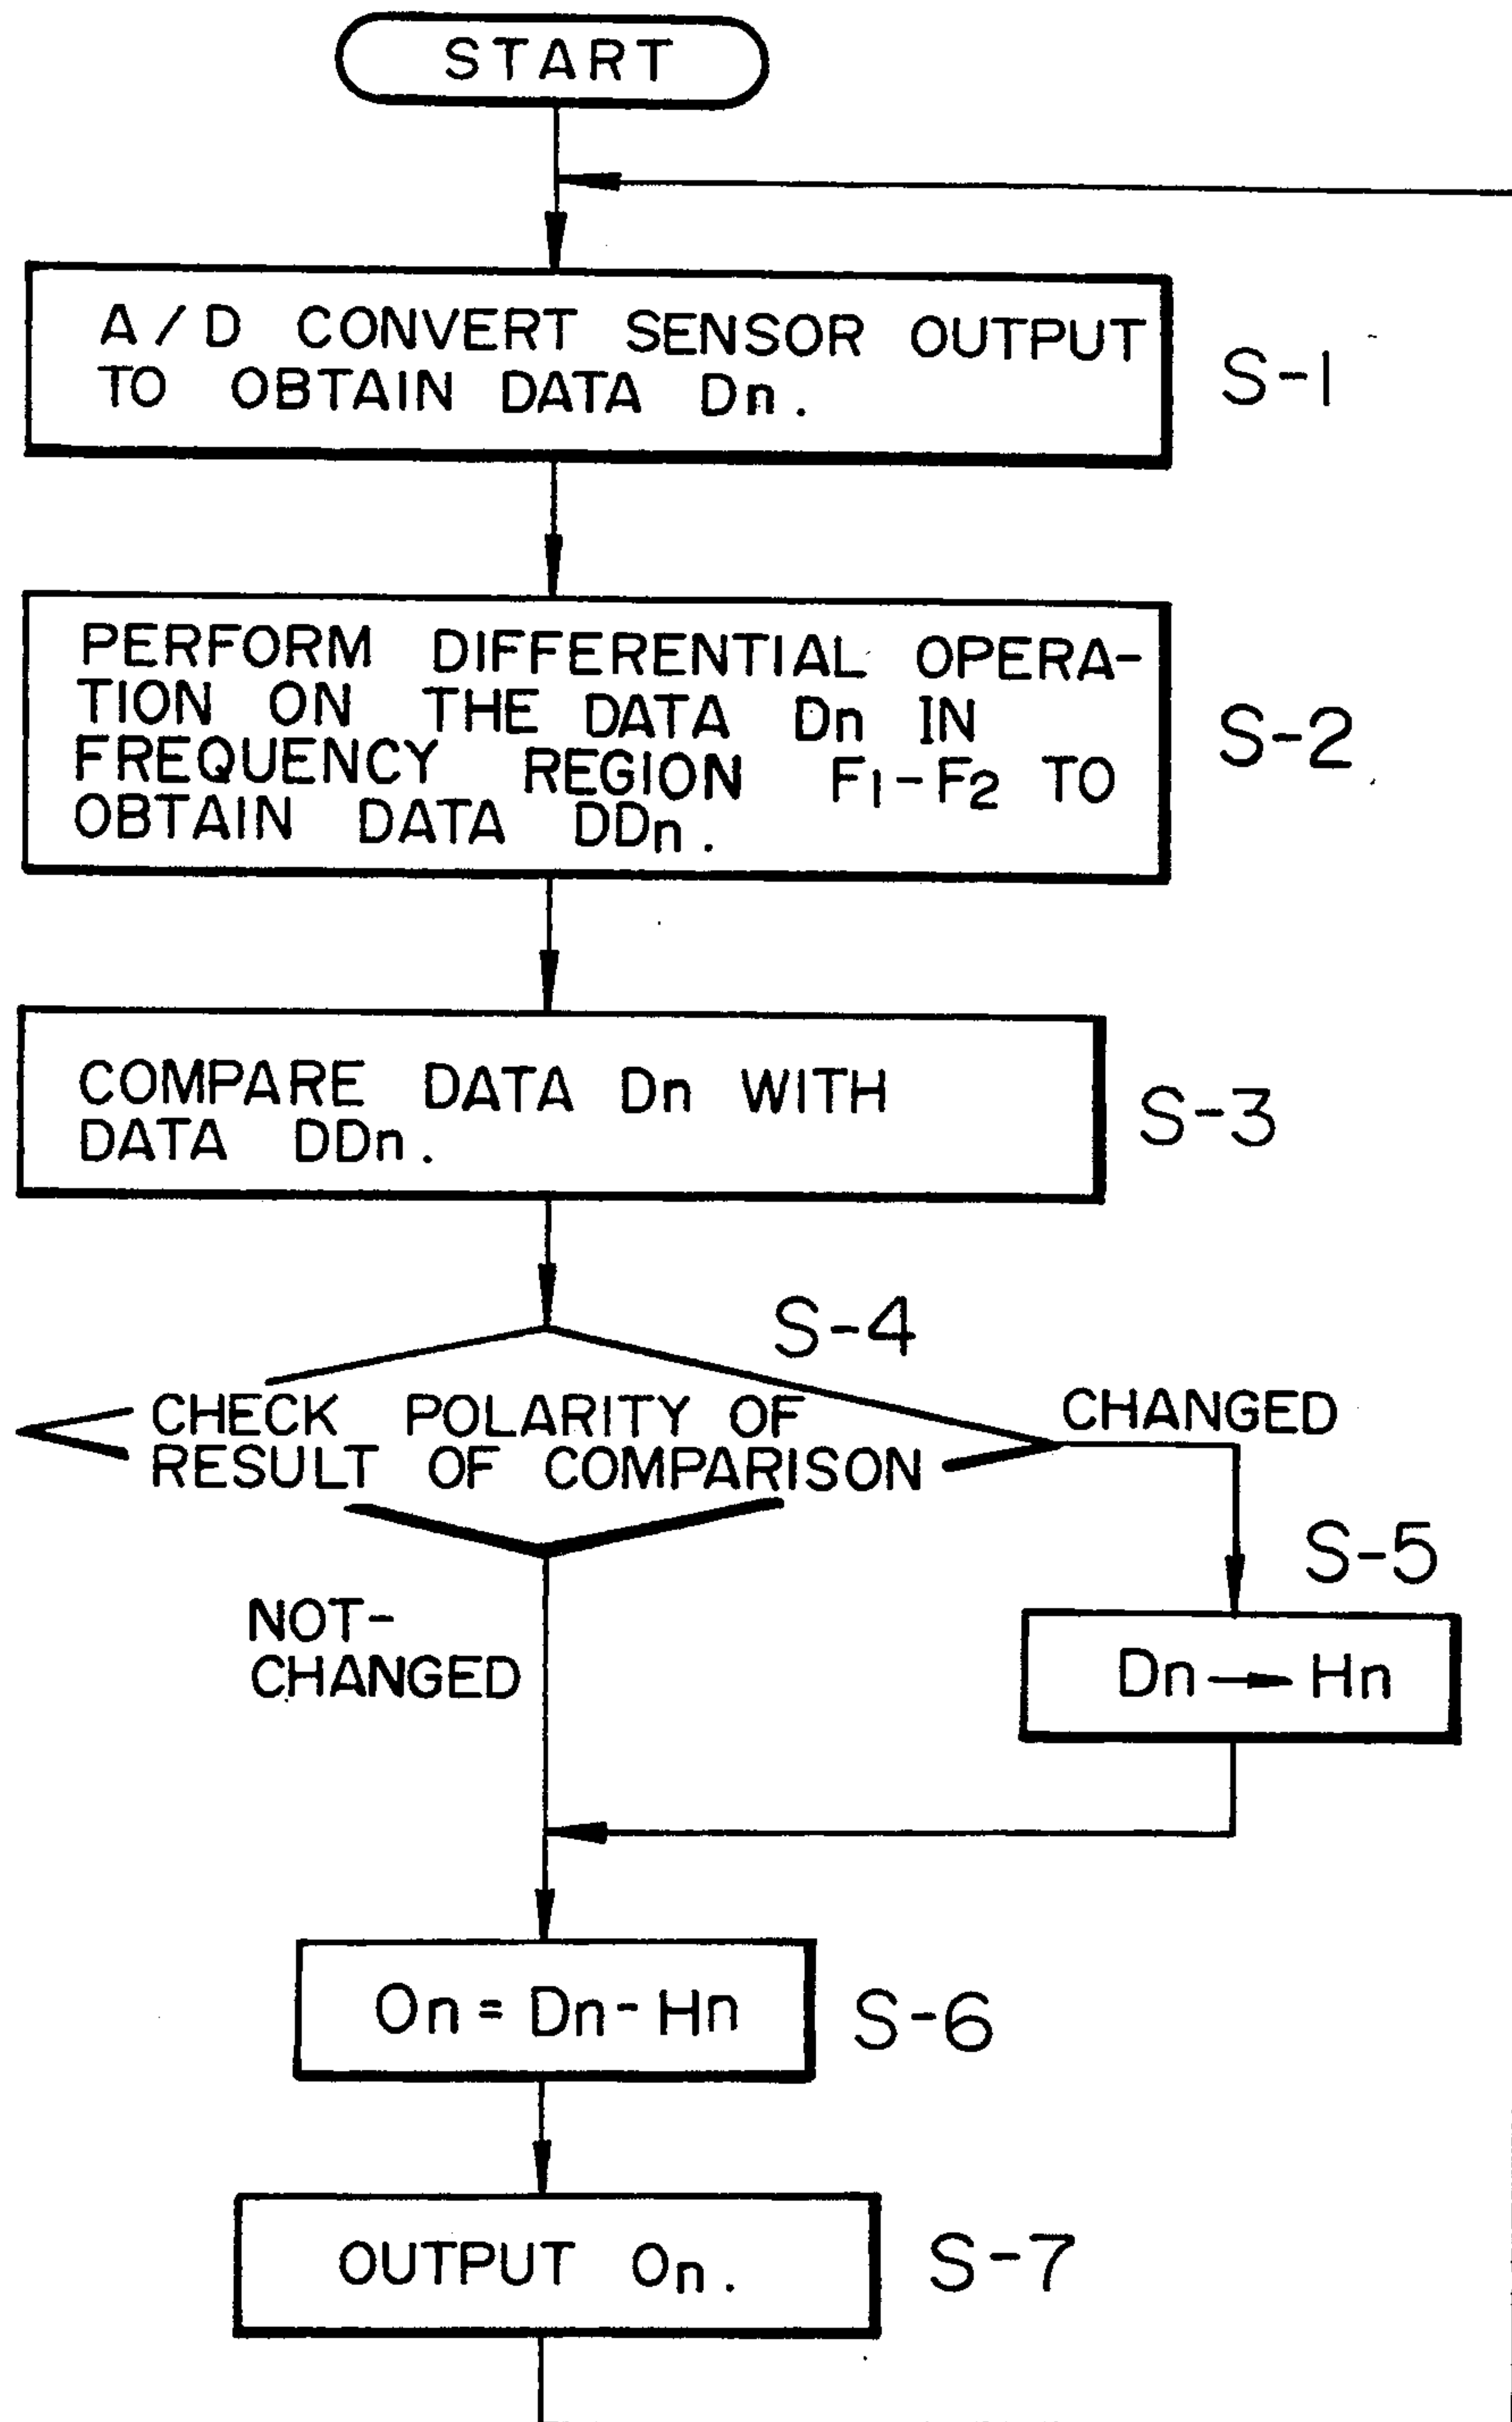 START
A/D CONVERT SENSOR OUTPUT
TO OBTAIN DATA Dn.
S-1
PERFORM DIFFERENTIAL OPERA-
TION ON THE DATA Dn IN
FREQUENCY REGION F1-F2 TO
OBTAIN DATA DDn.
S-2
COMPARE DATA Dn WITH
DATA DDn.
S-3
S-4
CHECK POLARITY OF
RESULT OF COMPARISON
CHANGED
NOT-
CHANGED
S-5
Dn → Hn
On = Dn - Hn
S-6
OUTPUT On.
S-7